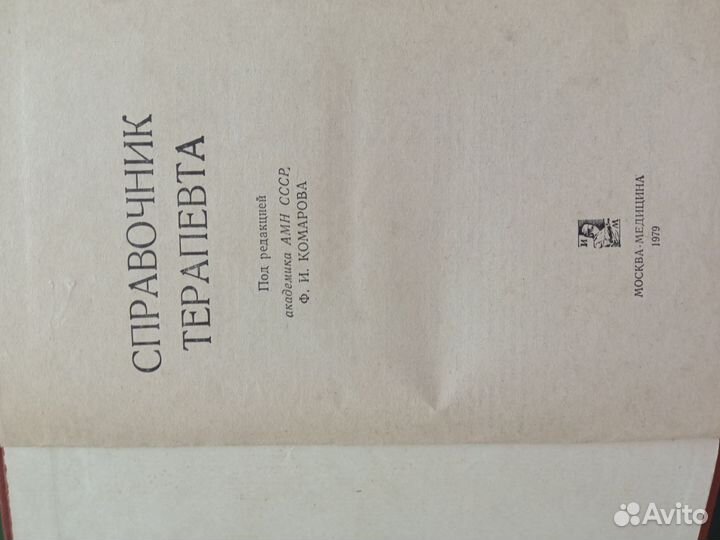 СПРАВОЧНИК
ТЕРАПЕВТА
Под редакцией
академика АМН СССР,
Ф. И. КОМАРОВА
И М
МОСКВА·МЕДИЦИНА
1979
Avito